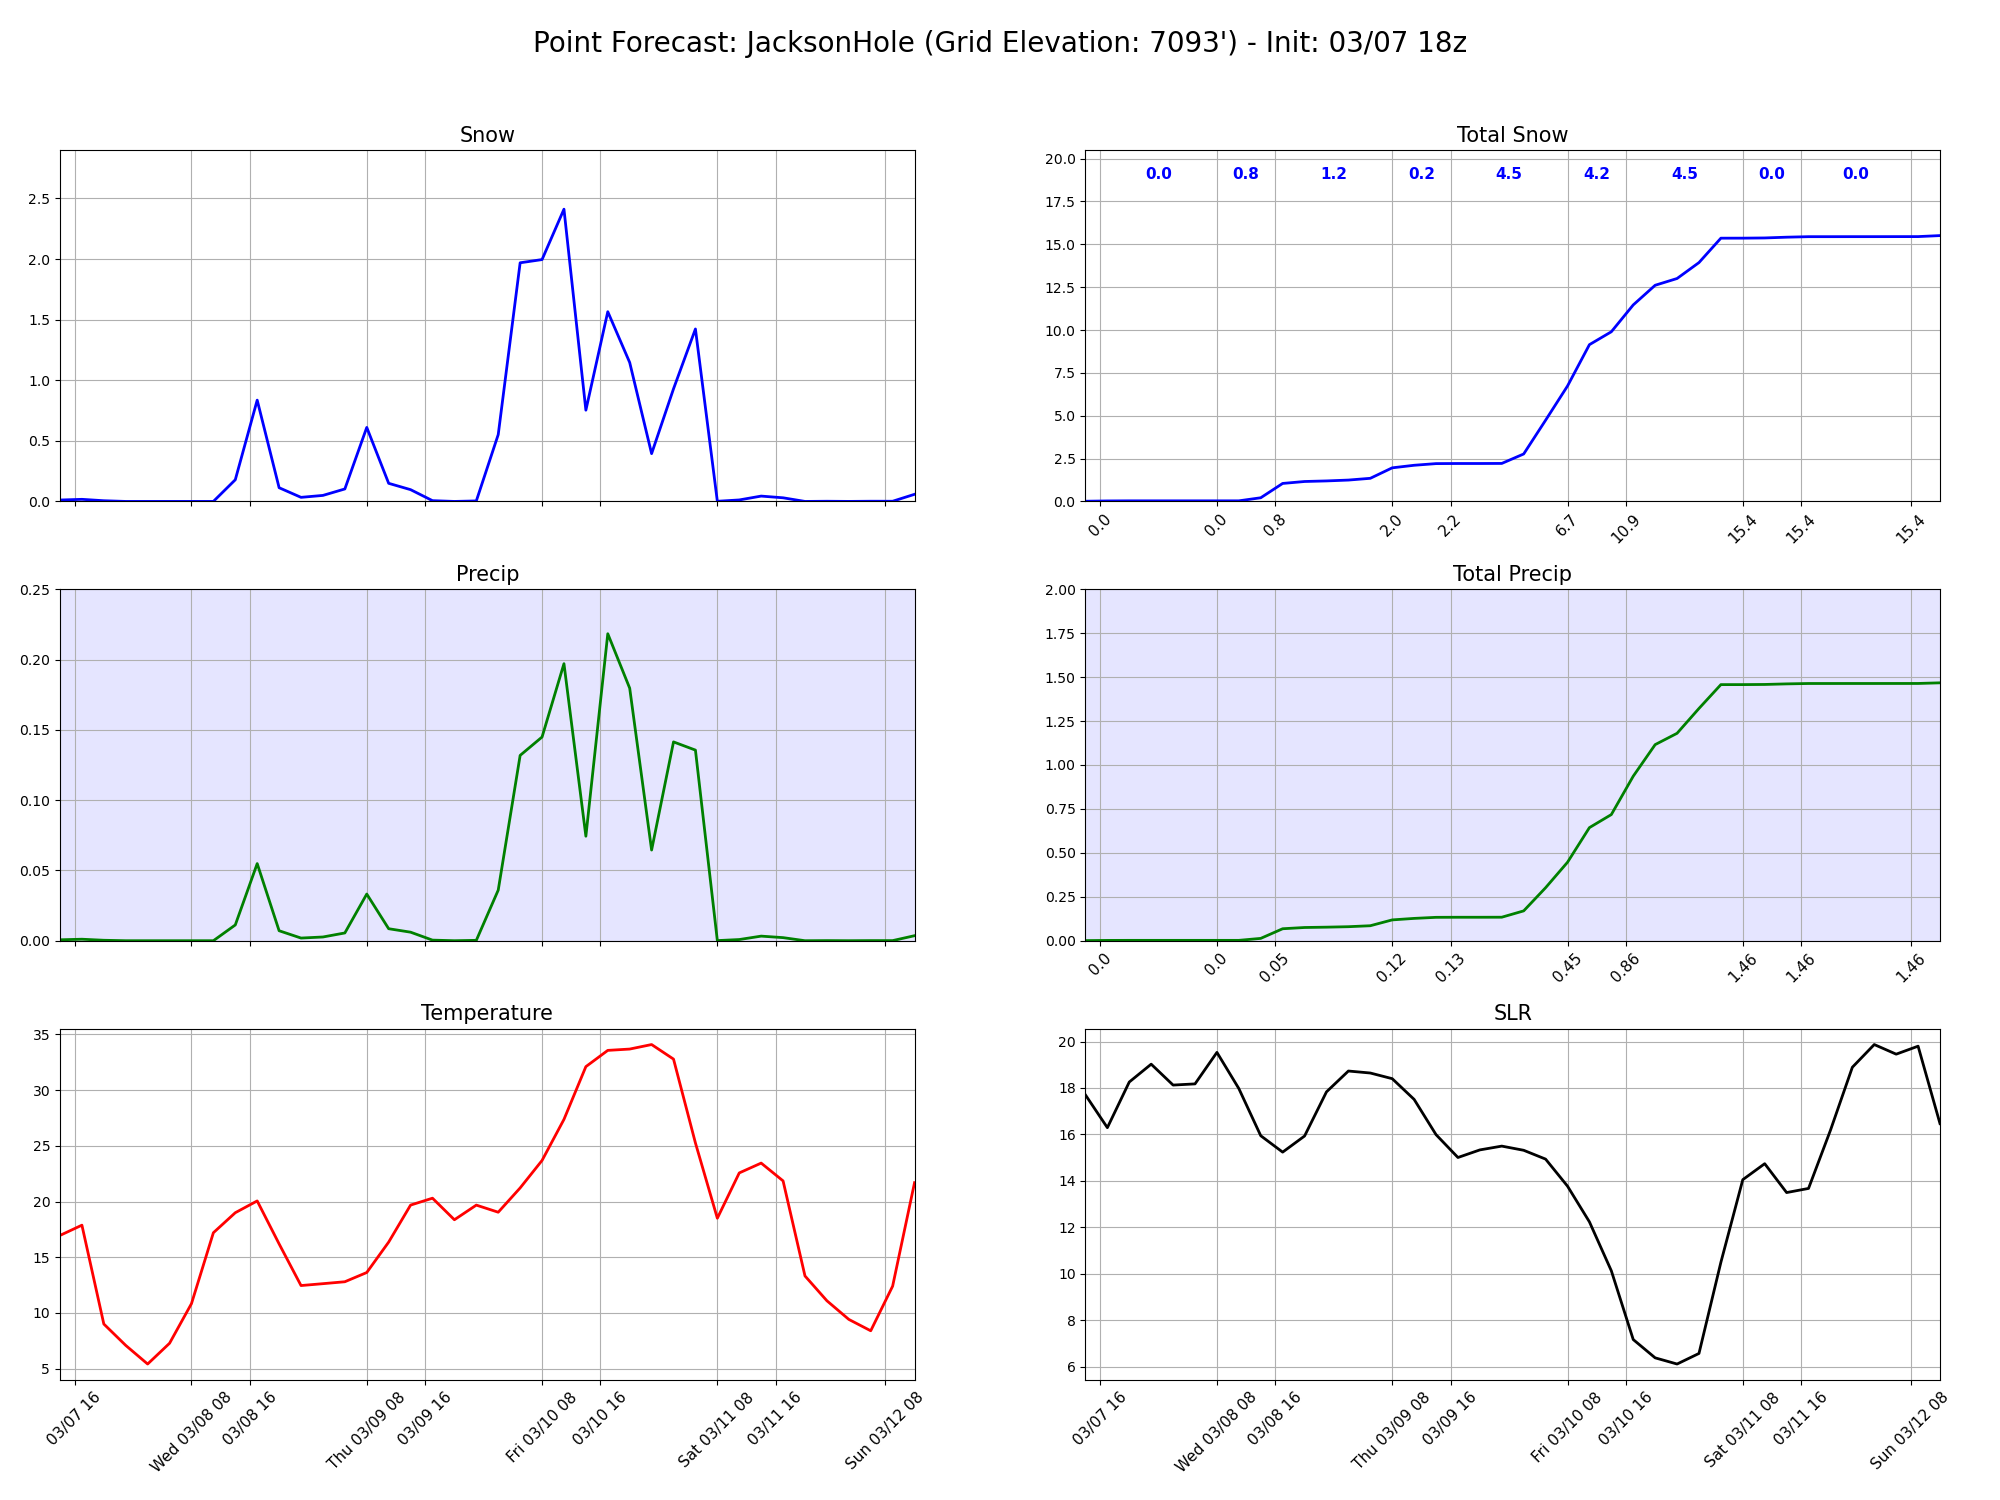 Point Forecast: JacksonHole (Grid Elevation: 7093') - Init: 03/07 18z
Snow
2.5
2.0
1.5
1.0
0.5
0.0
Total Snow
20.0
17.5
15.0
12.5
10.0
7.5
5.0
2.5
0.0
0.0 0.8 1.2 0.2 4.5 4.2 4.5 0.0 0.0
0.0 0.0 0.8 2.0 2.2 6.7 10.9 15.4 15.4 15.4
Precip
0.25
0.20
0.15
0.10
0.05
0.00
Total Precip
2.00
1.75
1.50
1.25
1.00
0.75
0.50
0.25
0.00
0.0 0.0 0.05 0.12 0.13 0.45 0.86 1.46 1.46 1.46
Temperature
35
30
25
20
15
10
5
03/07 16
Wed 03/08 08
03/08 16
Thu 03/09 08
03/09 16
Fri 03/10 08
03/10 16
Sat 03/11 08
03/11 16
Sun 03/12 08
SLR
20
18
16
14
12
10
8
6
03/07 16
Wed 03/08 08
03/08 16
Thu 03/09 08
03/09 16
Fri 03/10 08
03/10 16
Sat 03/11 08
03/11 16
Sun 03/12 08